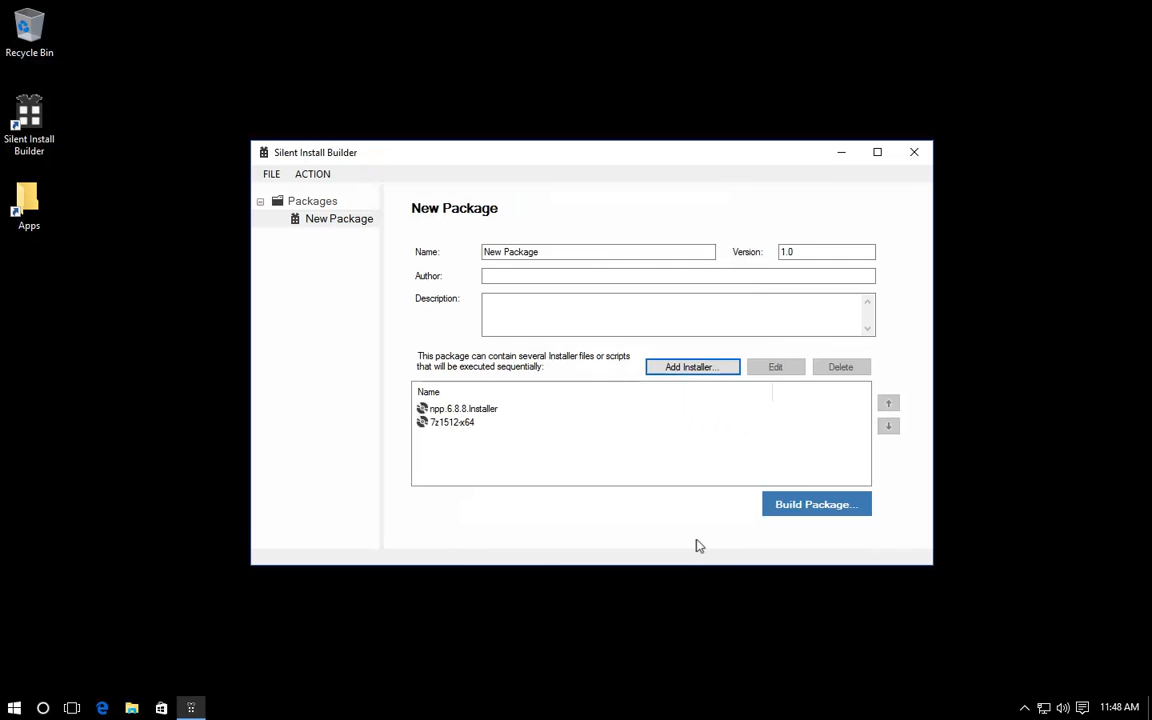 Recycle Bin
Silent Install
Builder
Apps
Silent Install Builder
FILE ACTION
Packages
New Package
New Package
Name: New Package Version: 1.0
Author:
Description:
This package can contain several Installer files or scripts
that will be executed sequentially:
Add Installer... Edit Delete
Name
npp.6.8.8.Installer
7z1512-x64
Build Package...
11:48 AM